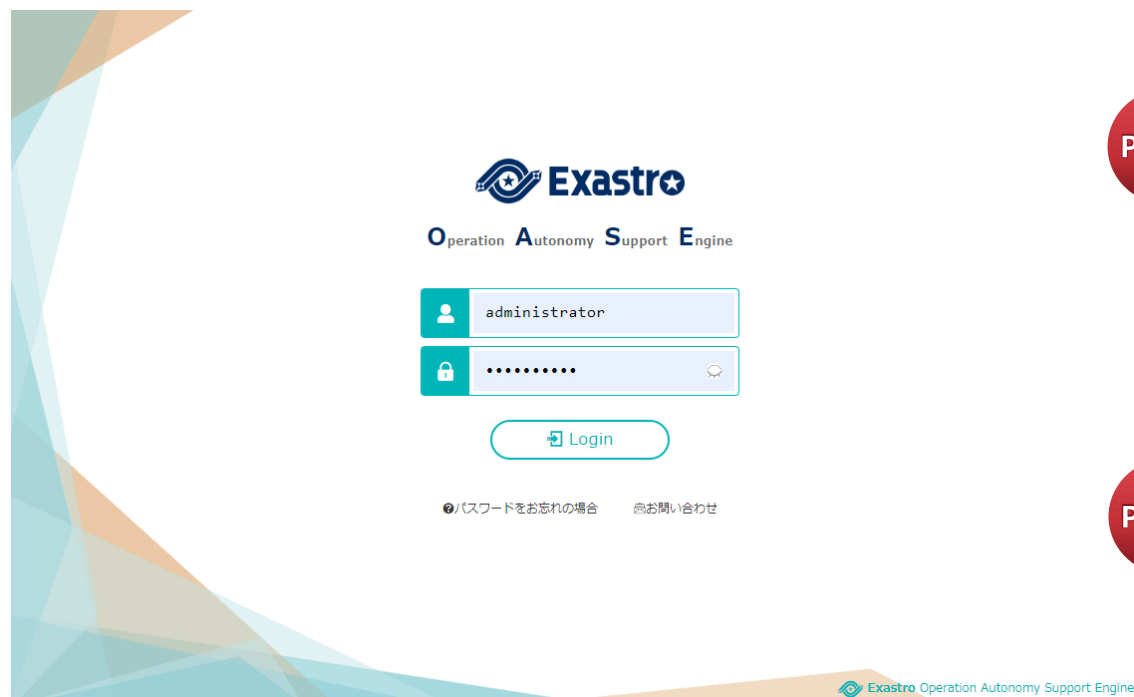 Exastro
Operation Autonomy Support Engine
administrator
••••••••••
Login
パスワードをお忘れの場合 お問い合わせ
P
P
Exastro Operation Autonomy Support Engine